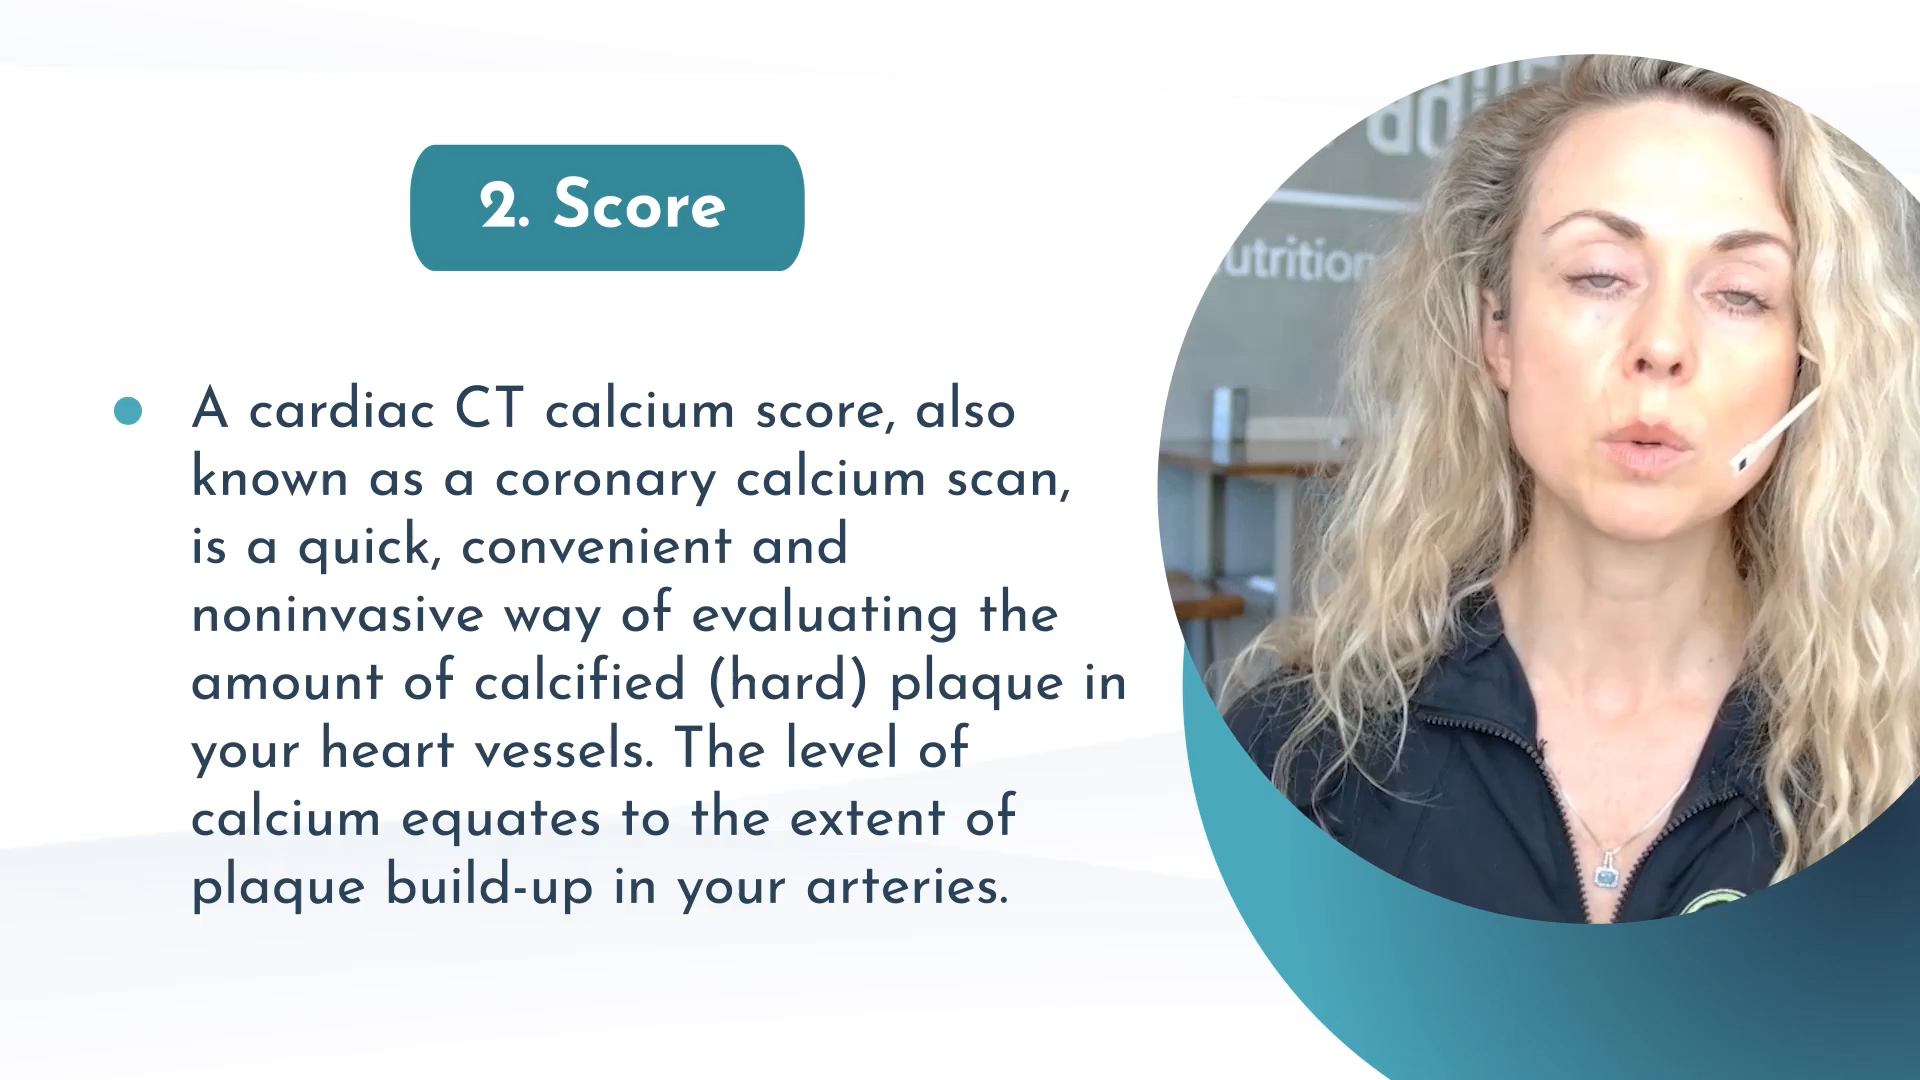 2. Score
A cardiac CT calcium score, also
known as a coronary calcium scan,
is a quick, convenient and
noninvasive way of evaluating the
amount of calcified (hard) plaque in
your heart vessels. The level of
calcium equates to the extent of
plaque build-up in your arteries.